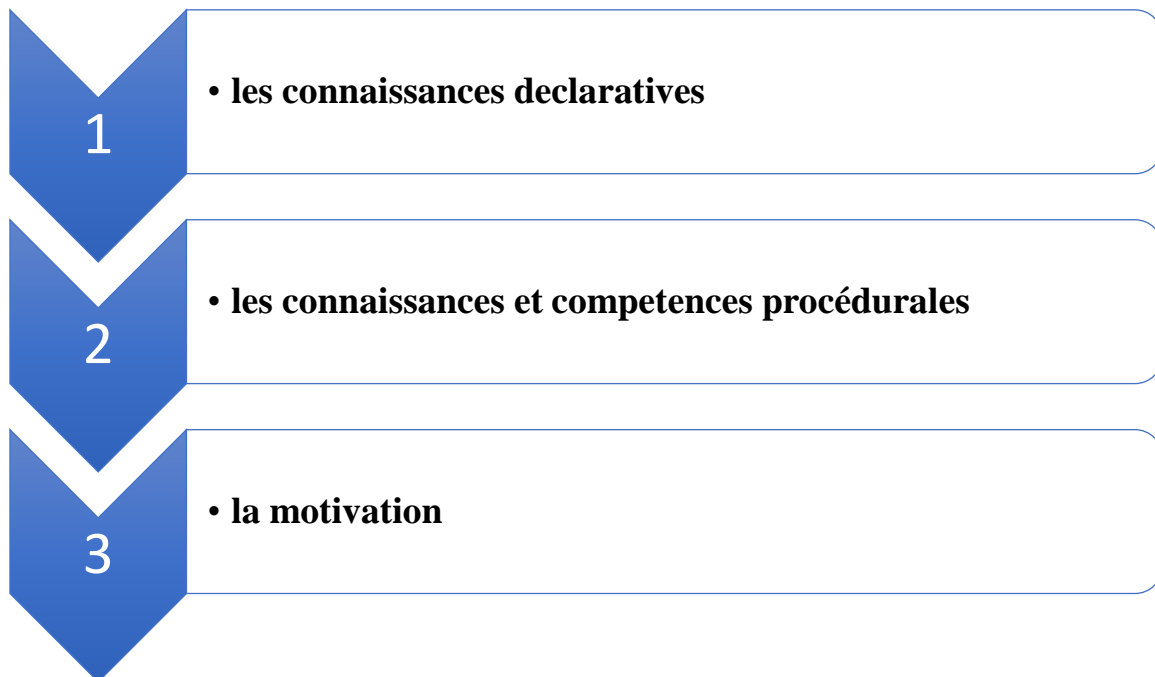 1
• les connaissances declaratives
2
• les connaissances et competences procédurales
3
• la motivation